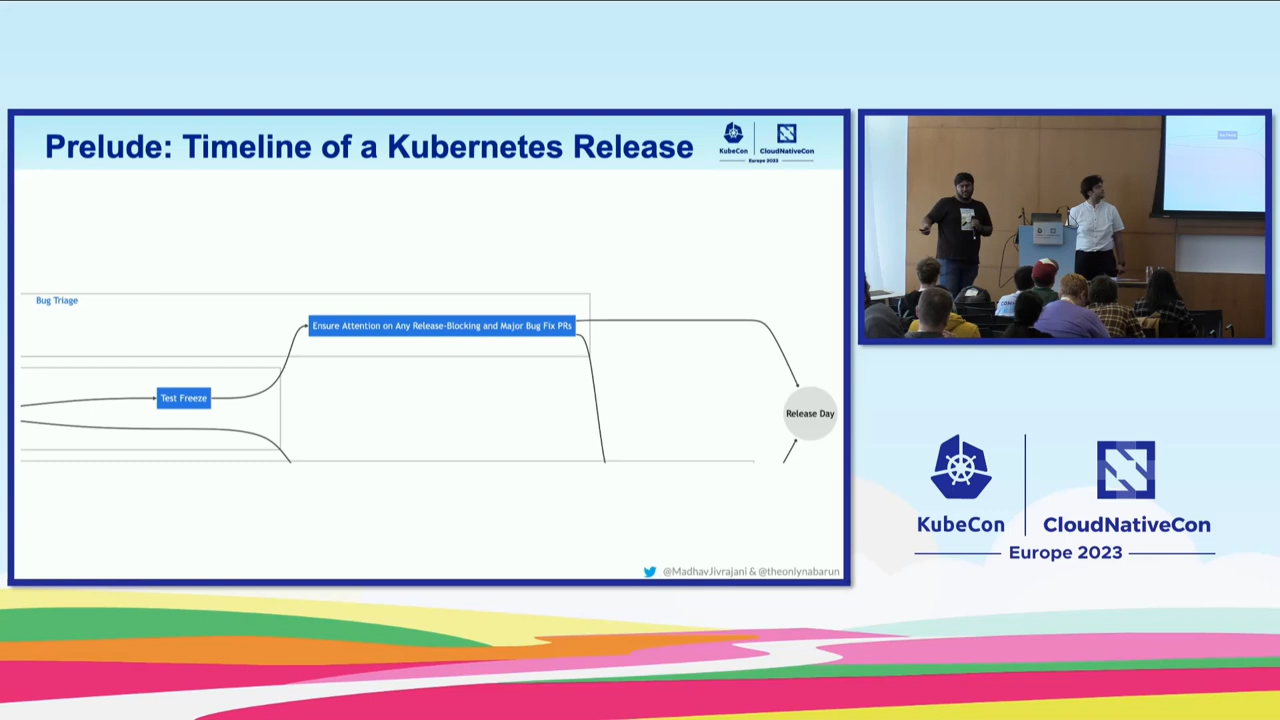 Prelude: Timeline of a Kubernetes Release
KubeCon
CloudNativeCon
Europe 2023
Bug Triage
Ensure Attention on Any Release-Blocking and Major Bug Fix PRs
Test Freeze
Release Day
@MadhavJivrajani & @theonlynabarun
KubeCon
CloudNativeCon
Europe 2023